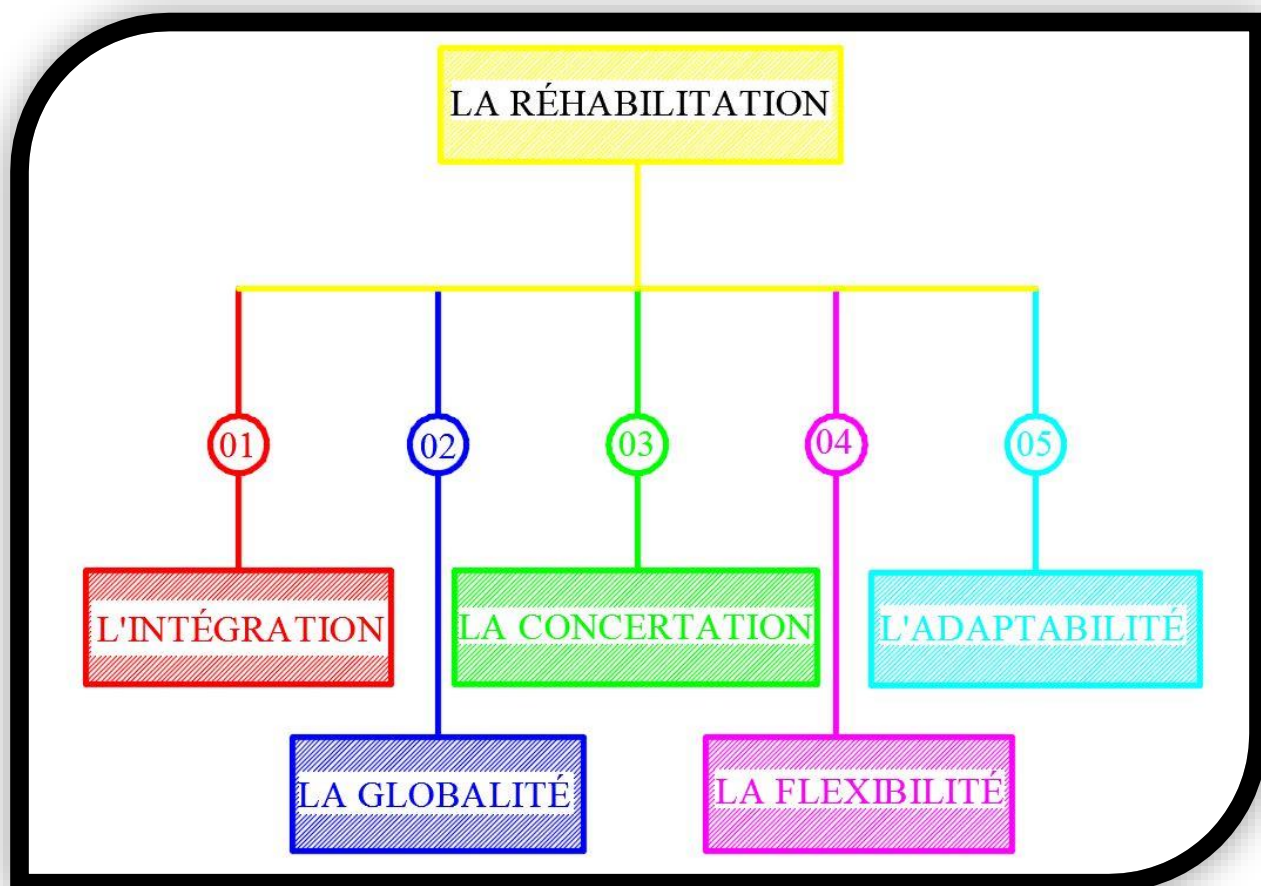 LA RÉHABILITATION
01
02
03
04
05
L'INTÉGRATION
LA CONCERTATION
L'ADAPTABILITÉ
LA GLOBALITÉ
LA FLEXIBILITÉ